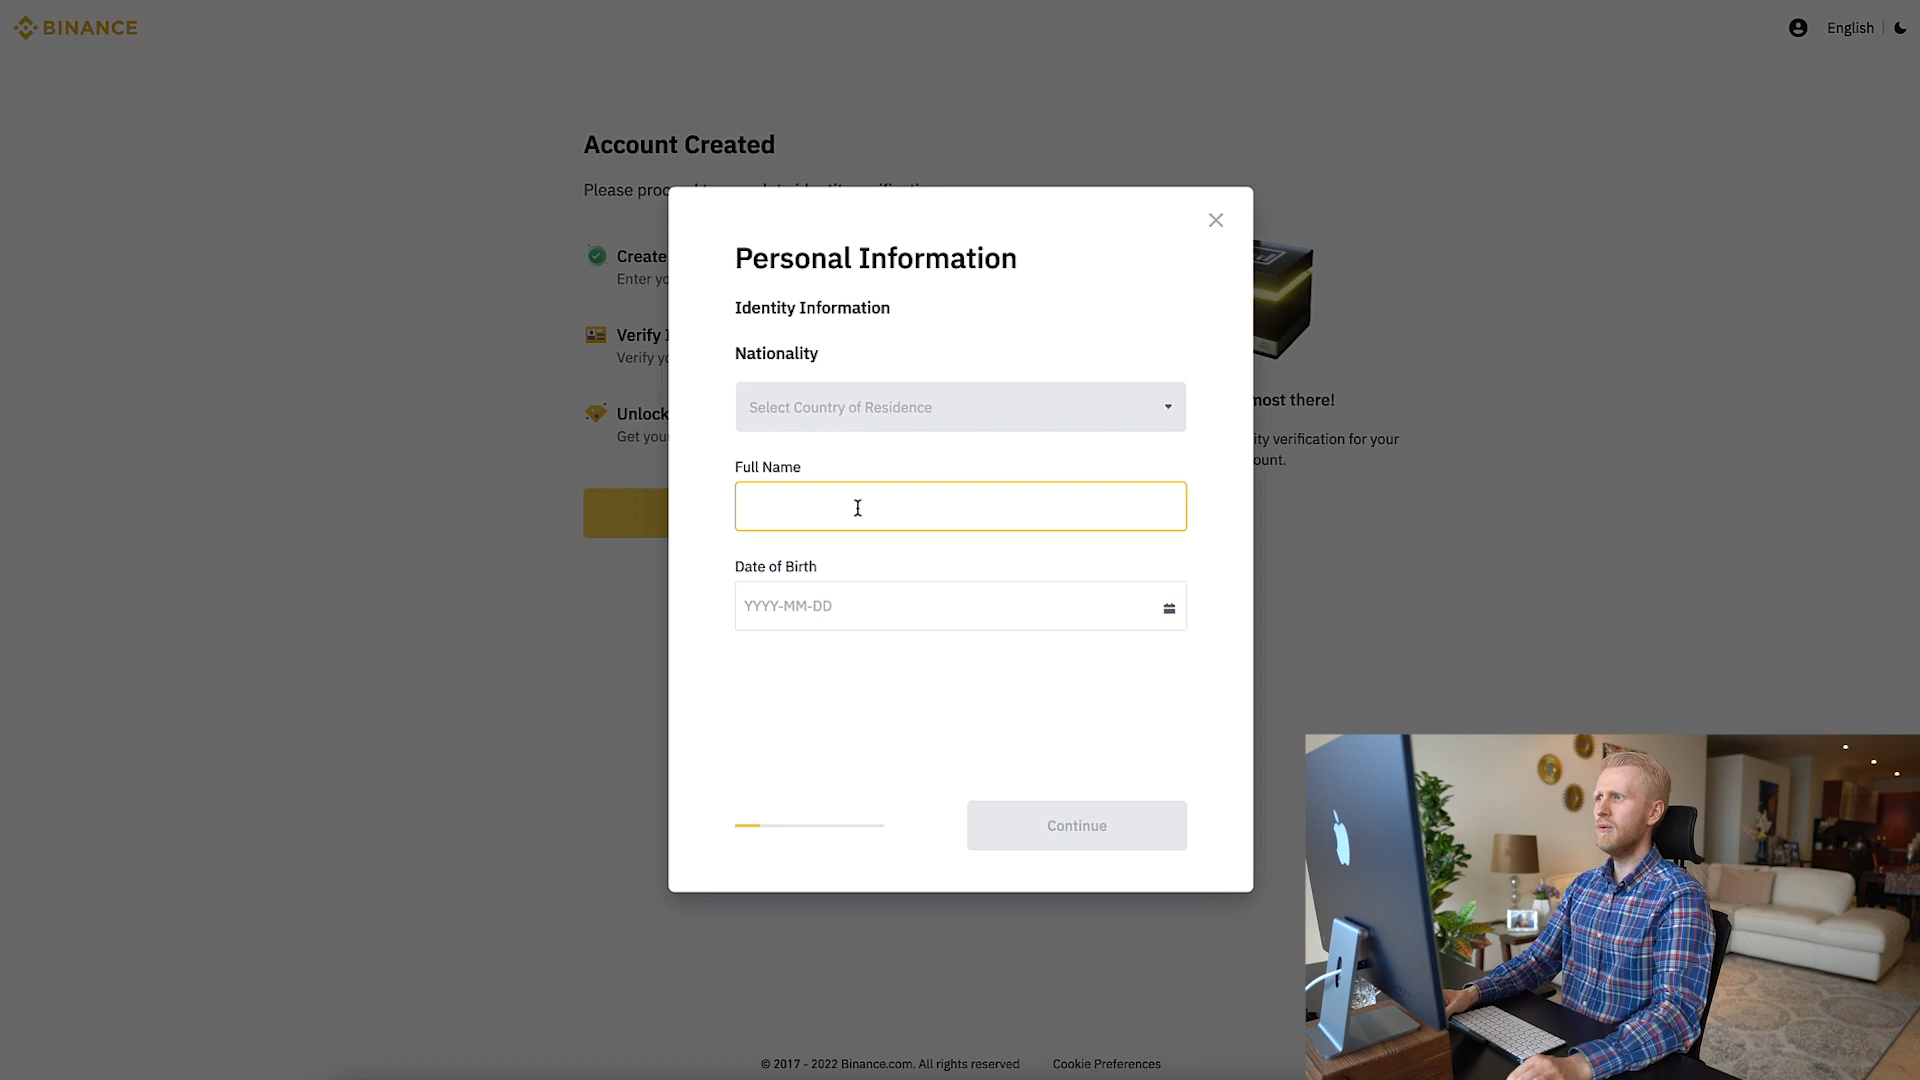 BINANCE
English
Account Created
Please
Create
Enter
Verify
Verify
Unlock
Get your
most there!
ity verification for your
ount.
Personal Information
Identity Information
Nationality
Select Country of Residence
Full Name
Date of Birth
YYYY-MM-DD
Continue
© 2017 - 2022 Binance.com. All rights reserved
Cookie Preferences